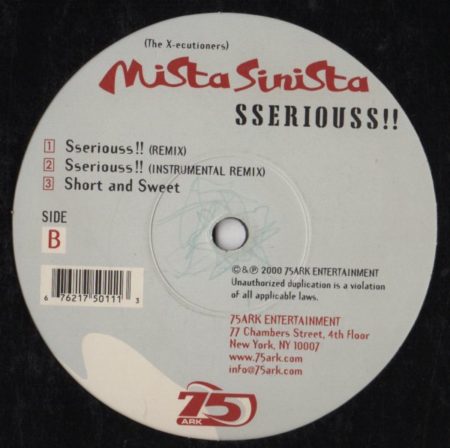 (The X-ecutioners)
Mista Sinista
SSERIOUSS!!
1 Sseriouss!! (REMIX)
2 Sseriouss!! (INSTRUMENTAL REMIX)
3 Short and Sweet
SIDE
B
6 76217 50111 3
©&℗ 2000 75ARK ENTERTAINMENT
Unauthorized duplication is a violation
of all applicable laws.
75ARK ENTERTAINMENT
77 Chambers Street, 4th Floor
New York, NY 10007
www.75ark.com
info@75ark.com
75
ARK